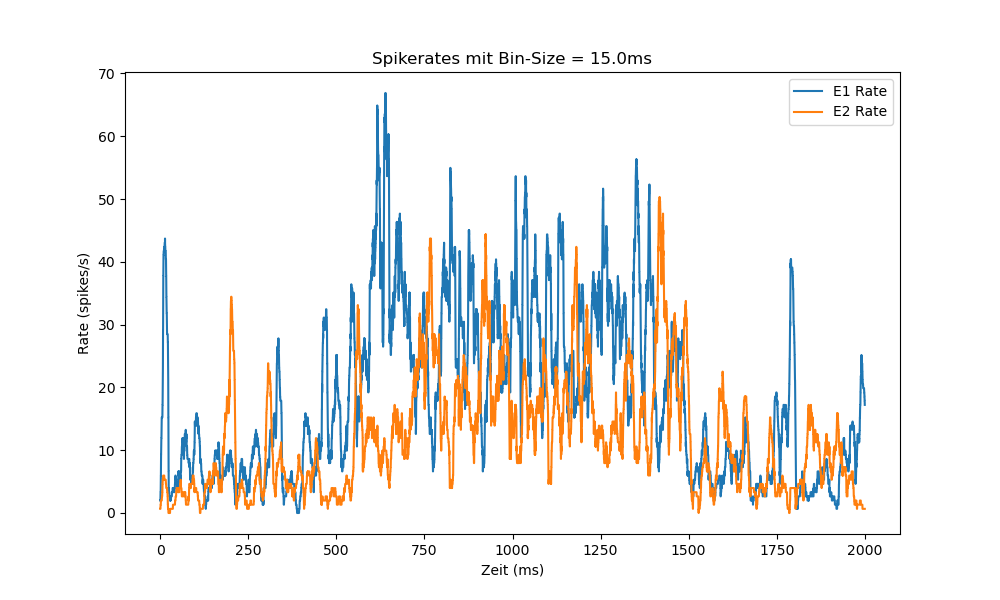 Spikerates mit Bin-Size = 15.0ms
E1 Rate
E2 Rate
Rate (spikes/s)
70
60
50
40
30
20
10
0
0 250 500 750 1000 1250 1500 1750 2000
Zeit (ms)